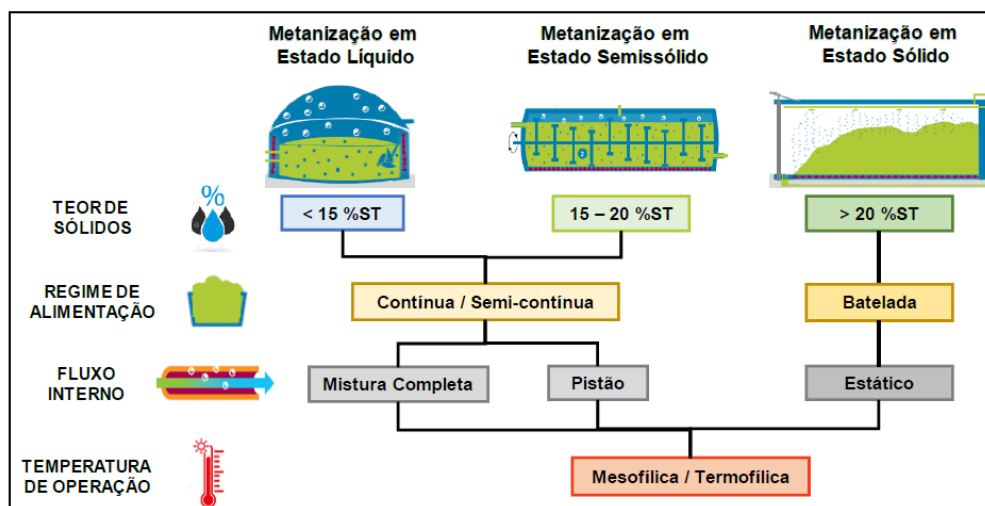 Metanização em
Estado Líquido
Metanização em
Estado Semissólido
Metanização em
Estado Sólido
%
TEOR DE
SÓLIDOS
< 15 %ST
15 – 20 %ST
> 20 %ST
REGIME DE
ALIMENTAÇÃO
Contínua / Semi-contínua
Batelada
FLUXO
INTERNO
Mistura Completa
Pistão
Estático
TEMPERATURA
DE OPERAÇÃO
Mesofílica / Termofílica